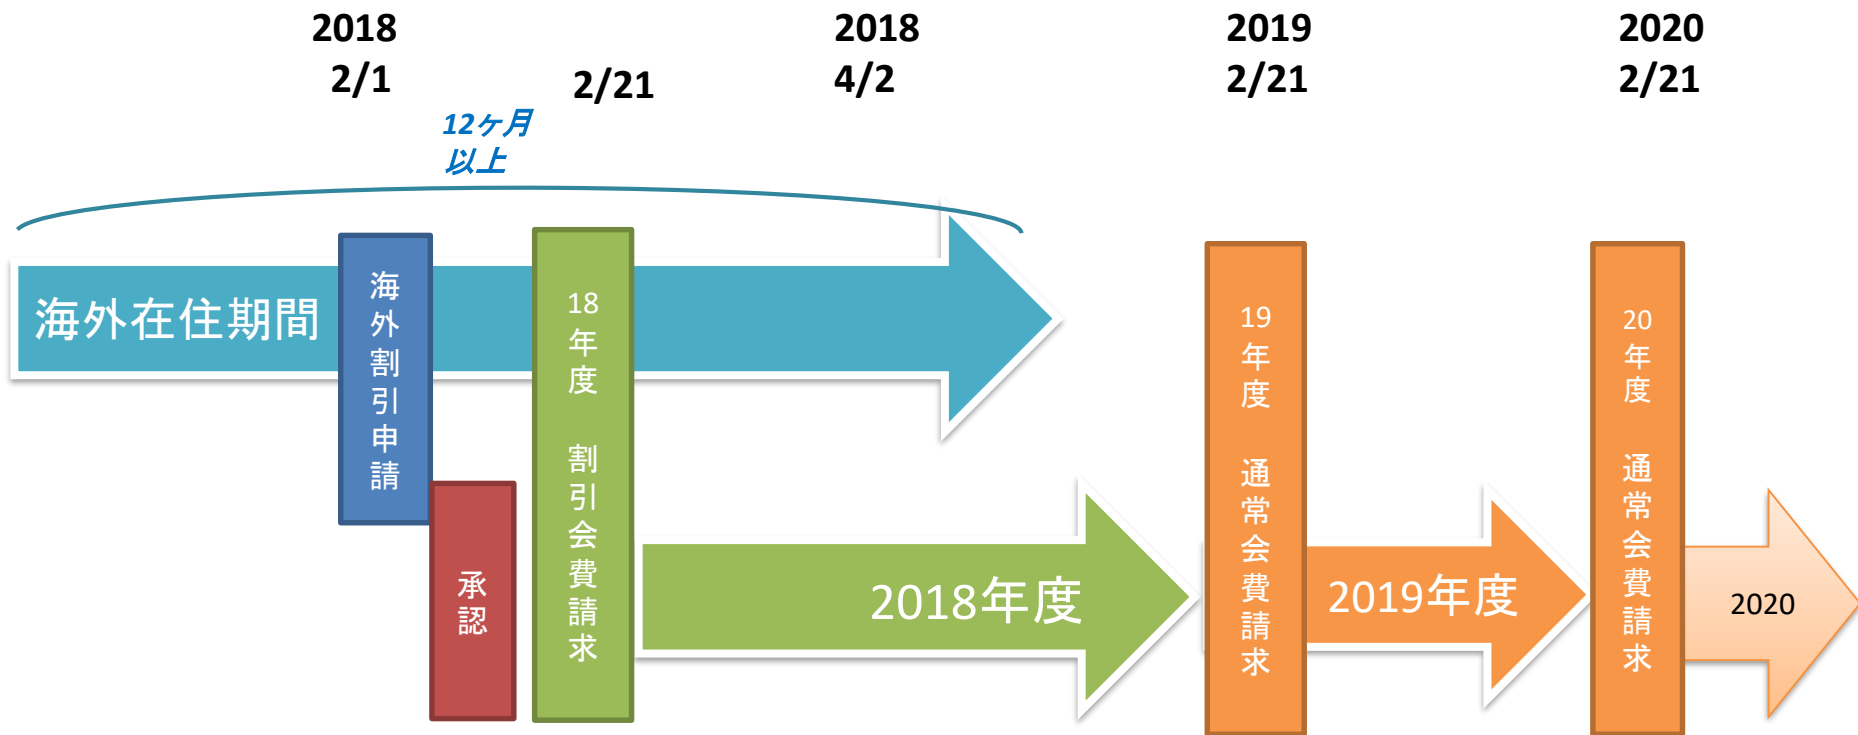 2018
2/1
2/21
2018
4/2
2019
2/21
2020
2/21
12ヶ月
以上
海外在住期間
海外割引申請
承認
18年度 割引会費請求
2018年度
19年度 通常会費請求
2019年度
20年度 通常会費請求
2020